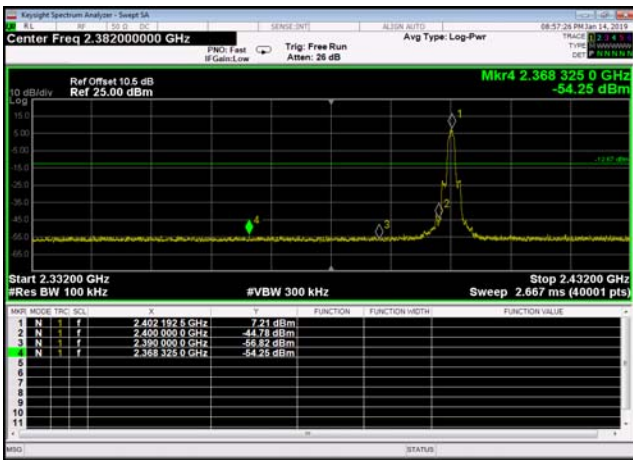 Keysight Spectrum Analyzer - Swept SA
RL RF 50 Ω DC SENSE:INT ALIGN AUTO 08:57:26 PM Jan 14, 2019
Center Freq 2.382000000 GHz
PNO: Fast
IFGain:Low
Trig: Free Run
Atten: 26 dB
Avg Type: Log-Pwr
TRACE 1 2 3 4 5 6
TYPE M WWWWW
DET P NNNNN
Mkr4 2.368 325 0 GHz
-54.25 dBm
Ref Offset 10.5 dB
Ref 25.00 dBm
10 dB/div
Log
15.0
5.00
-5.00
-15.0
-25.0
-35.0
-45.0
-55.0
-65.0
1
2
3
4
-12.67 dBm
Start 2.33200 GHz
Stop 2.43200 GHz
#Res BW 100 kHz
#VBW 300 kHz
Sweep 2.667 ms (40001 pts)
MKR MODE TRC SCL X Y FUNCTION FUNCTION WIDTH FUNCTION VALUE
1 N 1 f 2.402 192 5 GHz 7.21 dBm
2 N 1 f 2.400 000 0 GHz -44.78 dBm
3 N 1 f 2.390 000 0 GHz -56.82 dBm
4 N 1 f 2.368 325 0 GHz -54.25 dBm
5
6
7
8
9
10
11
MSG STATUS